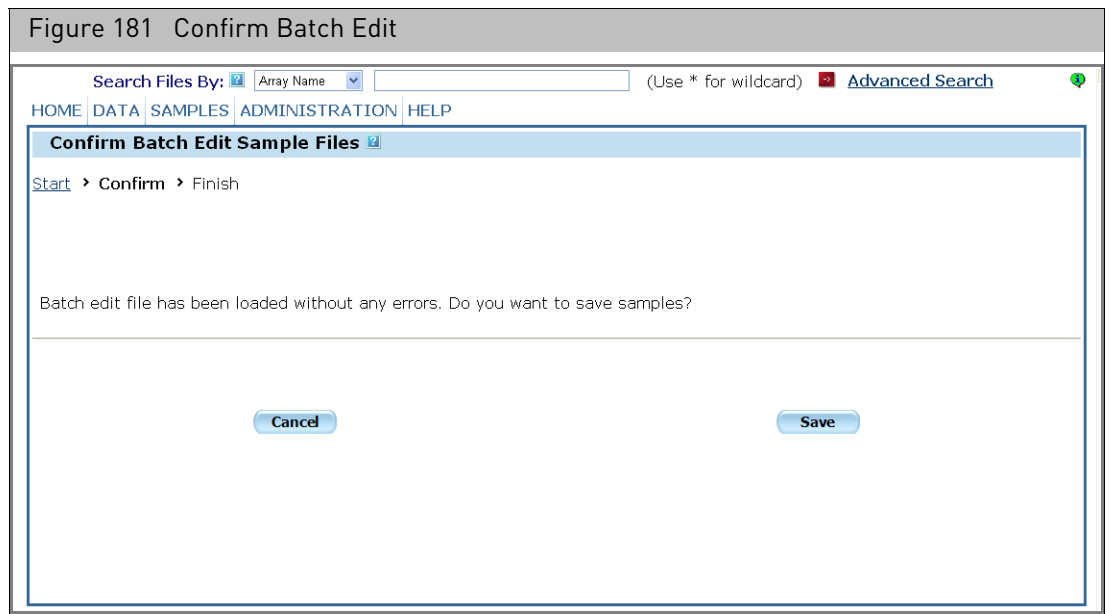 Figure 181 Confirm Batch Edit
Search Files By: ? Array Name (Use * for wildcard) Advanced Search
HOME DATA SAMPLES ADMINISTRATION HELP
Confirm Batch Edit Sample Files ?
Start > Confirm > Finish
Batch edit file has been loaded without any errors. Do you want to save samples?
Cancel Save